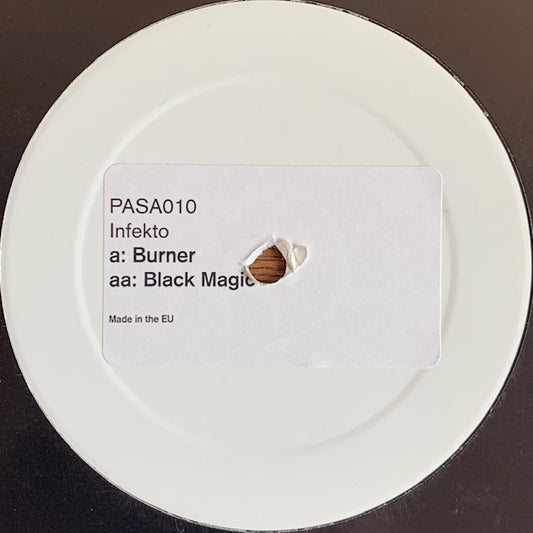 PASA010
Infekto
a: Burner
aa: Black Magic
Made in the EU